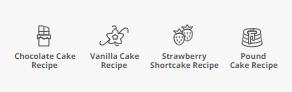 Chocolate Cake
Recipe
Vanilla Cake
Recipe
Strawberry
Shortcake Recipe
Pound
Cake Recipe